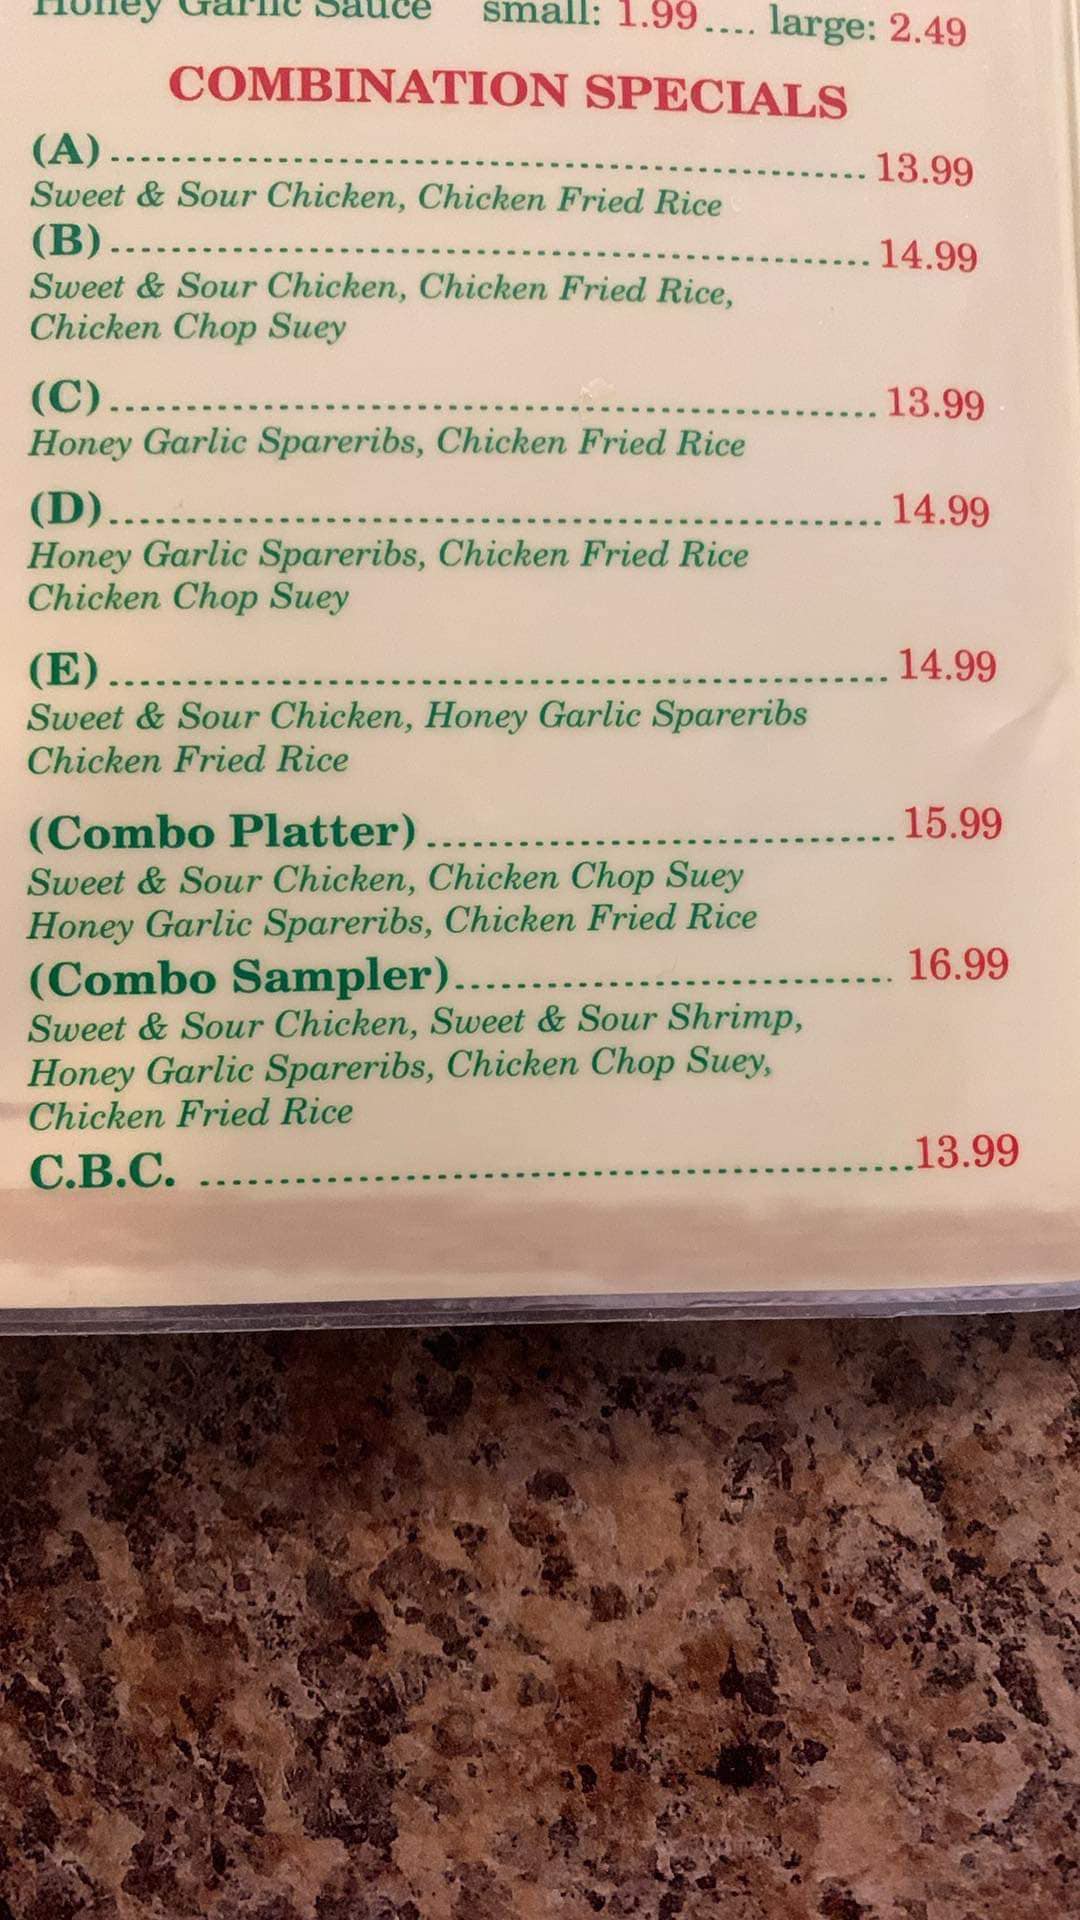 Honey Garlic Sauce small: 1.99.... large: 2.49
COMBINATION SPECIALS
(A) ........................................ 13.99
Sweet & Sour Chicken, Chicken Fried Rice
(B) ........................................ 14.99
Sweet & Sour Chicken, Chicken Fried Rice,
Chicken Chop Suey
(C) ........................................ 13.99
Honey Garlic Spareribs, Chicken Fried Rice
(D) ........................................ 14.99
Honey Garlic Spareribs, Chicken Fried Rice
Chicken Chop Suey
(E) ........................................ 14.99
Sweet & Sour Chicken, Honey Garlic Spareribs
Chicken Fried Rice
(Combo Platter) ........................ 15.99
Sweet & Sour Chicken, Chicken Chop Suey
Honey Garlic Spareribs, Chicken Fried Rice
(Combo Sampler) ........................ 16.99
Sweet & Sour Chicken, Sweet & Sour Shrimp,
Honey Garlic Spareribs, Chicken Chop Suey,
Chicken Fried Rice
C.B.C. ........................................ 13.99